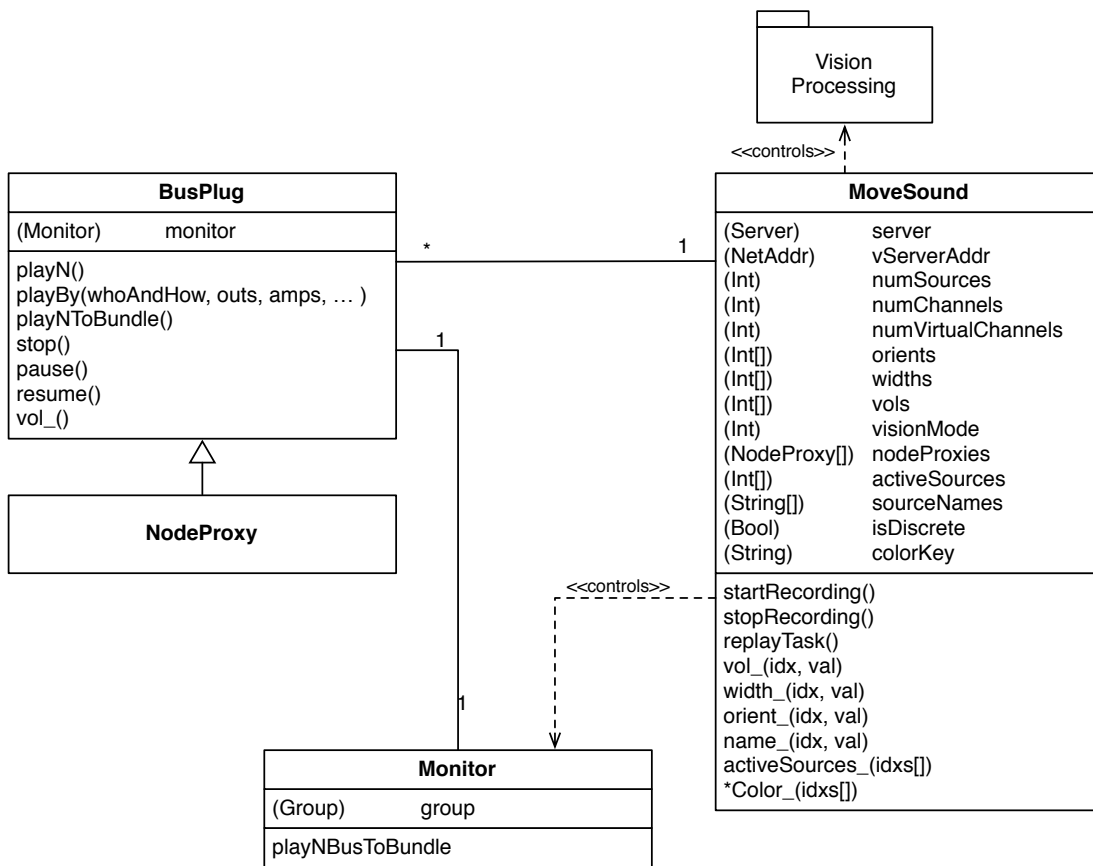 Vision
Processing
<<controls>>
BusPlug
(Monitor) monitor
playN()
playBy(whoAndHow, outs, amps, … )
playNToBundle()
stop()
pause()
resume()
vol_()
*
1
1
NodeProxy
MoveSound
(Server) server
(NetAddr) vServerAddr
(Int) numSources
(Int) numChannels
(Int) numVirtualChannels
(Int[]) orients
(Int[]) widths
(Int[]) vols
(Int) visionMode
(NodeProxy[]) nodeProxies
(Int[]) activeSources
(String[]) sourceNames
(Bool) isDiscrete
(String) colorKey
startRecording()
stopRecording()
replayTask()
vol_(idx, val)
width_(idx, val)
orient_(idx, val)
name_(idx, val)
activeSources_(idxs[])
*Color_(idxs[])
<<controls>>
1
Monitor
(Group) group
playNBusToBundle